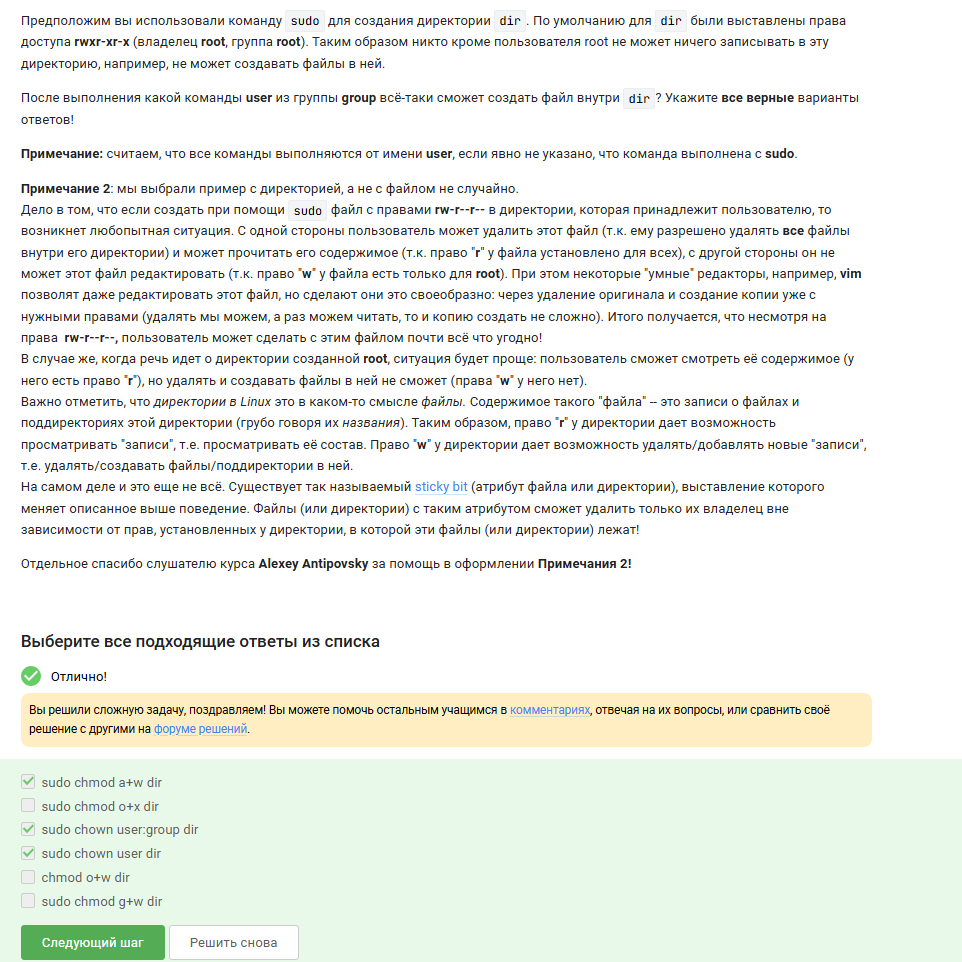 Предположим вы использовали команду sudo для создания директории dir. По умолчанию для dir были выставлены права
доступа rwxr-xr-x (владелец root, группа root). Таким образом никто кроме пользователя root не может ничего записывать в эту
директорию, например, не может создавать файлы в ней.
После выполнения какой команды user из группы group всё-таки сможет создать файл внутри dir? Укажите все верные варианты
ответов!
Примечание: считаем, что все команды выполняются от имени user, если явно не указано, что команда выполнена с sudo.
Примечание 2: мы выбрали пример с директорией, а не с файлом не случайно.
Дело в том, что если создать при помощи sudo файл с правами rw-r--r-- в директории, которая принадлежит пользователю, то
возникнет любопытная ситуация. С одной стороны пользователь может удалить этот файл (т.к. ему разрешено удалять все файлы
внутри его директории) и может прочитать его содержимое (т.к. право "r" у файла установлено для всех), с другой стороны он не
может этот файл редактировать (т.к. право "w" у файла есть только для root). При этом некоторые "умные" редакторы, например, vim
позволят даже редактировать этот файл, но сделают они это своеобразно: через удаление оригинала и создание копии уже с
нужными правами (удалять мы можем, а раз можем читать, то и копию создать не сложно). Итого получается, что несмотря на
права rw-r--r--, пользователь может сделать с этим файлом почти всё что угодно!
В случае же, когда речь идет о директории созданной root, ситуация будет проще: пользователь сможет смотреть её содержимое (у
него есть право "r"), но удалять и создавать файлы в ней не сможет (права "w" у него нет).
Важно отметить, что директории в Linux это в каком-то смысле файлы. Содержимое такого "файла" -- это записи о файлах и
поддиректориях этой директории (грубо говоря их названия). Таким образом, право "r" у директории дает возможность
просматривать "записи", т.е. просматривать её состав. Право "w" у директории дает возможность удалять/добавлять новые "записи",
т.е. удалять/создавать файлы/поддиректории в ней.
На самом деле и это еще не всё. Существует так называемый sticky bit (атрибут файла или директории), выставление которого
меняет описанное выше поведение. Файлы (или директории) с таким атрибутом сможет удалить только их владелец вне
зависимости от прав, установленных у директории, в которой эти файлы (или директории) лежат!
Отдельное спасибо слушателю курса Alexey Antipovsky за помощь в оформлении Примечания 2!
Выберите все подходящие ответы из списка
Отлично!
Вы решили сложную задачу, поздравляем! Вы можете помочь остальным учащимся в комментариях, отвечая на их вопросы, или сравнить своё
решение с другими на форуме решений.
sudo chmod a+w dir
sudo chmod o+x dir
sudo chown user:group dir
sudo chown user dir
chmod o+w dir
sudo chmod g+w dir
Следующий шаг
Решить снова